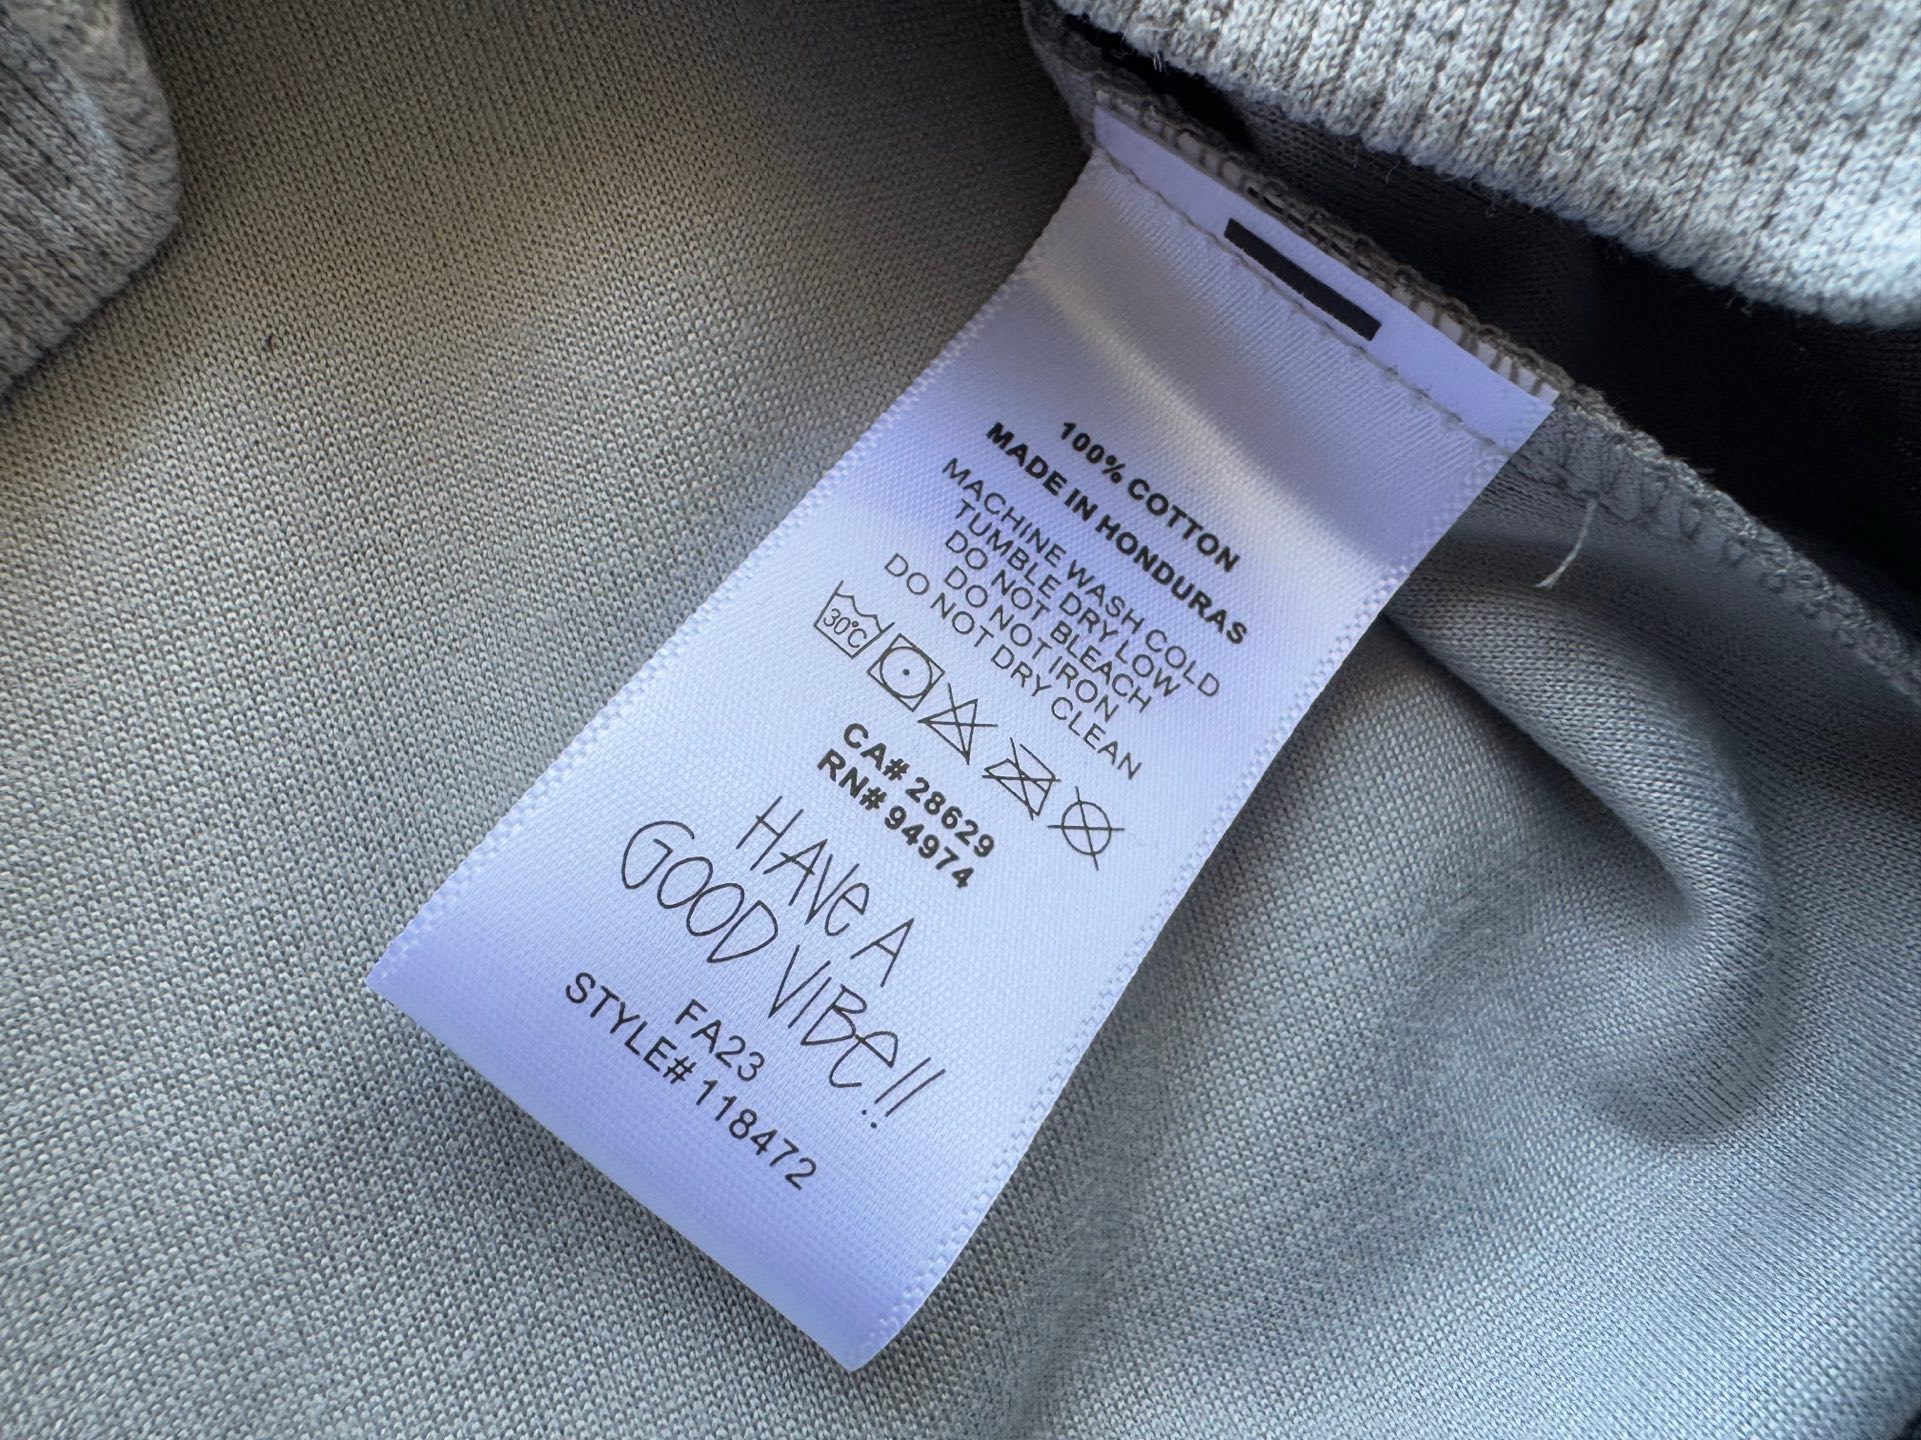 100% COTTON
MADE IN HONDURAS
MACHINE WASH COLD
TUMBLE DRY LOW
DO NOT BLEACH
DO NOT IRON
DO NOT DRY CLEAN
30°C
CA# 28629
RN# 94974
HAVE A
GOOD VIBE!!
FA23
STYLE# 118472